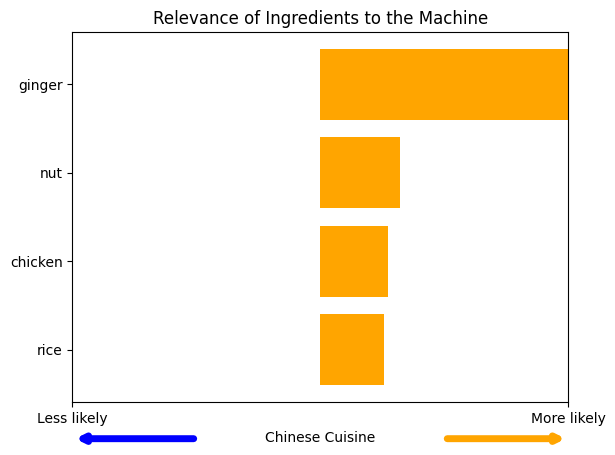 Relevance of Ingredients to the Machine
ginger
nut
chicken
rice
Less likely
More likely
Chinese Cuisine